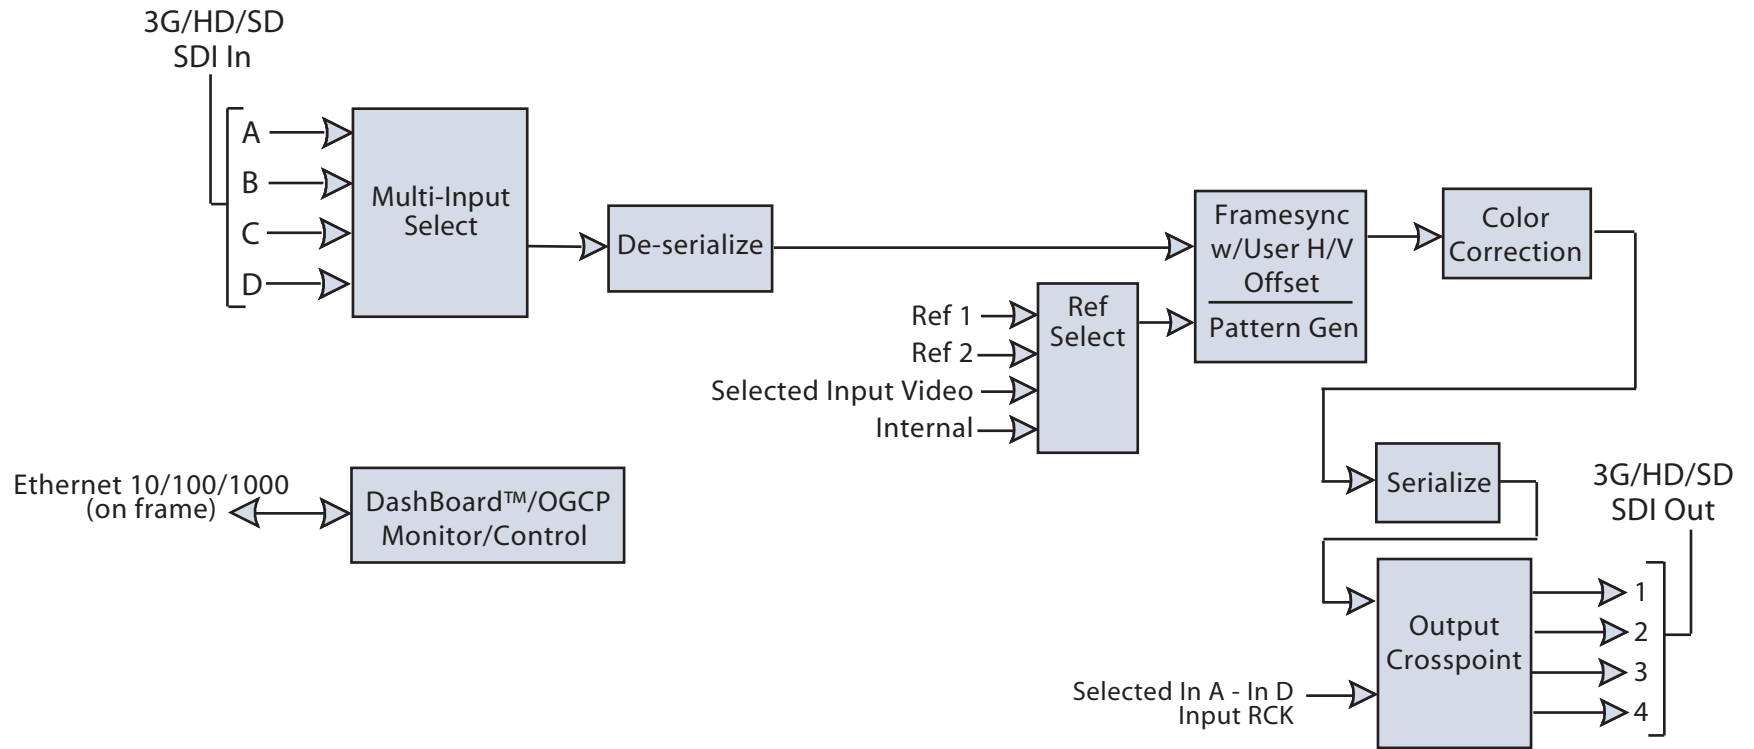 3G/HD/SD
SDI In
A
B
C
D
Multi-Input
Select
De-serialize
Ref 1
Ref 2
Selected Input Video
Internal
Ref
Select
Framesync
w/User H/V
Offset
Pattern Gen
Color
Correction
Ethernet 10/100/1000
(on frame)
DashBoard™/OGCP
Monitor/Control
Serialize
3G/HD/SD
SDI Out
Selected In A - In D
Input RCK
Output
Crosspoint
1
2
3
4